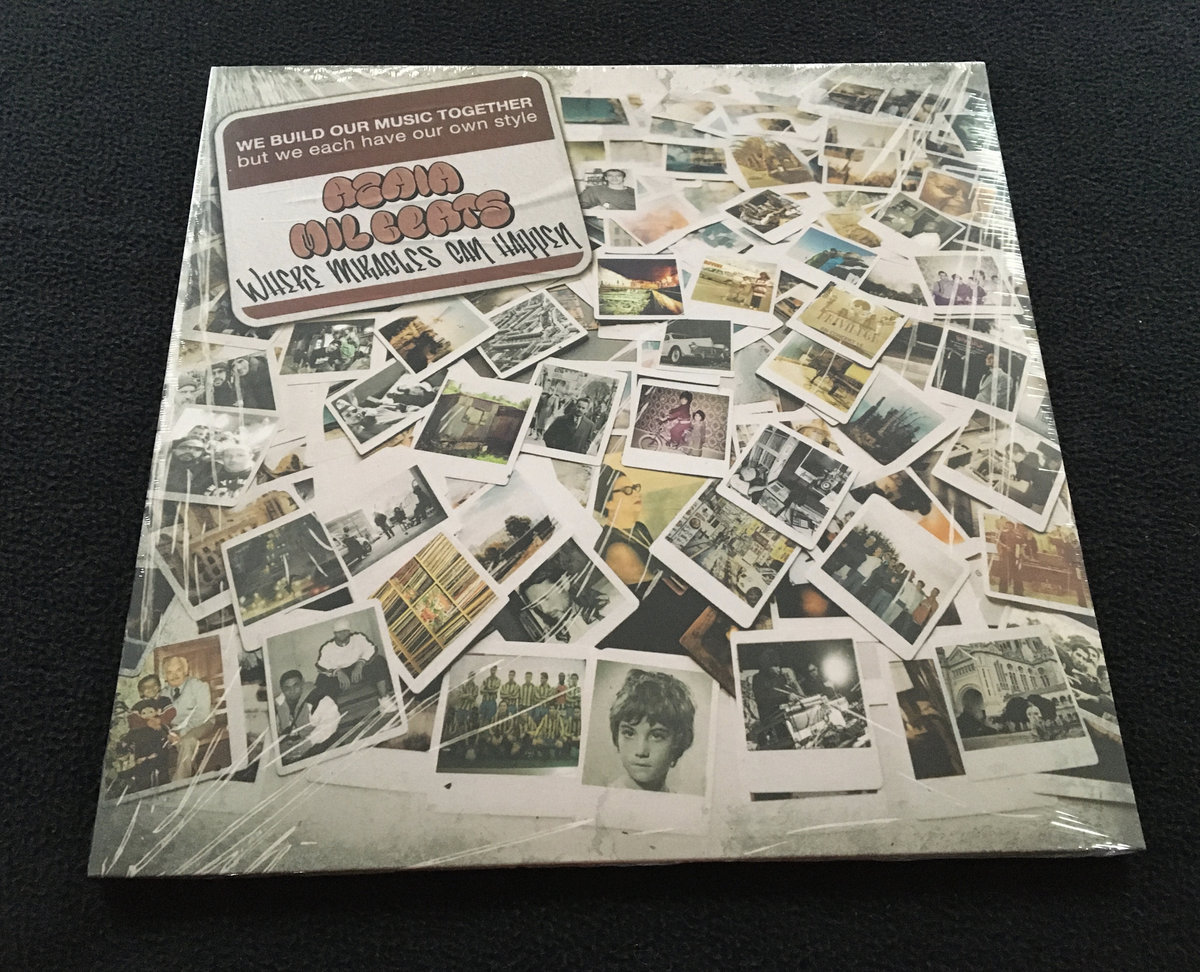 WE BUILD OUR MUSIC TOGETHER
but we each have our own style
AZAIA
MIL BEATS
WHERE MIRACLES CAN HAPPEN